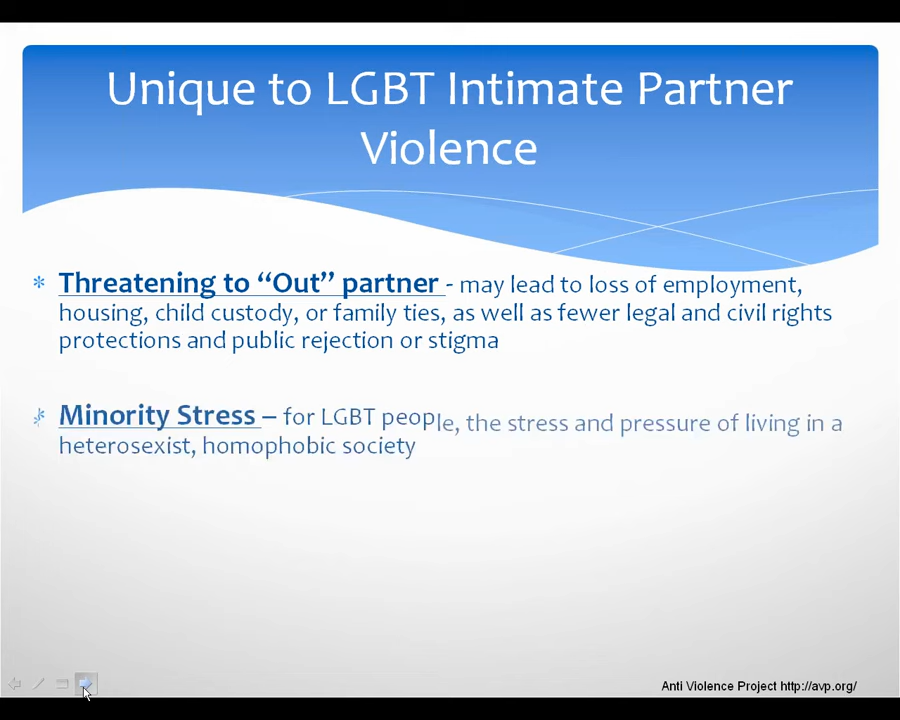 Unique to LGBT Intimate Partner
Violence
Threatening to “Out” partner - may lead to loss of employment,
housing, child custody, or family ties, as well as fewer legal and civil rights
protections and public rejection or stigma
Minority Stress – for LGBT people, the stress and pressure of living in a
heterosexist, homophobic society
Anti Violence Project http://avp.org/